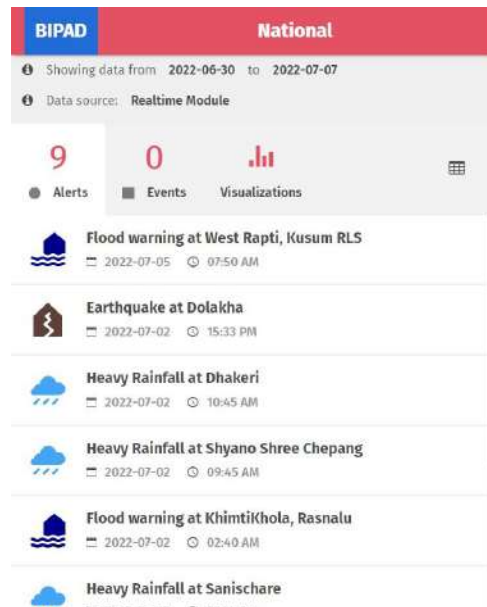 BIPAD National
Showing data from 2022-06-30 to 2022-07-07
Data source: Realtime Module
9 0
Alerts Events Visualizations
Flood warning at West Rapti, Kusum RLS
2022-07-05 07:50 AM
Earthquake at Dolakha
2022-07-02 15:33 PM
Heavy Rainfall at Dhakeri
2022-07-02 10:45 AM
Heavy Rainfall at Shyano Shree Chepang
2022-07-02 09:45 AM
Flood warning at KhimtiKhola, Rasnalu
2022-07-02 02:40 AM
Heavy Rainfall at Sanischare